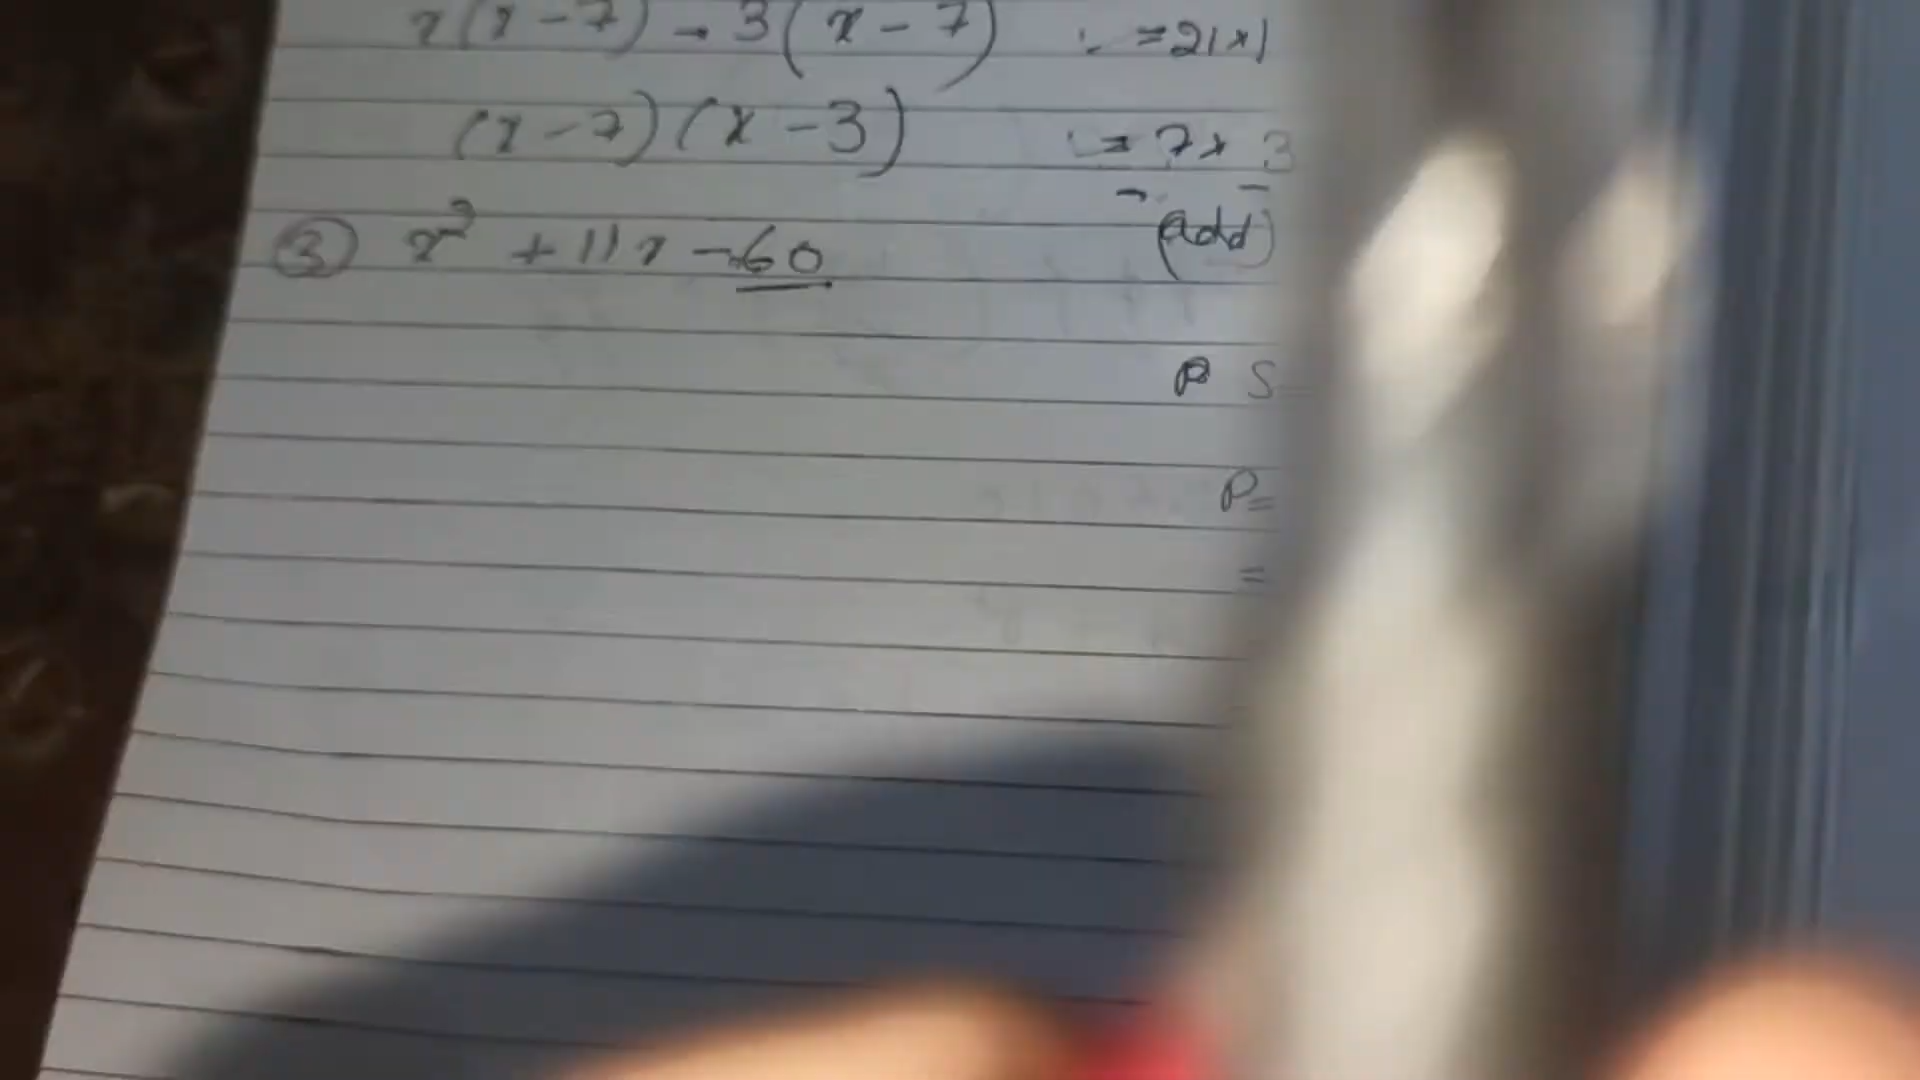 x(x-7)-3(x-7) =21×1
(x-7)(x-3) =7×3
- -
③ x² +11x -60 (add)
P S
P=
=